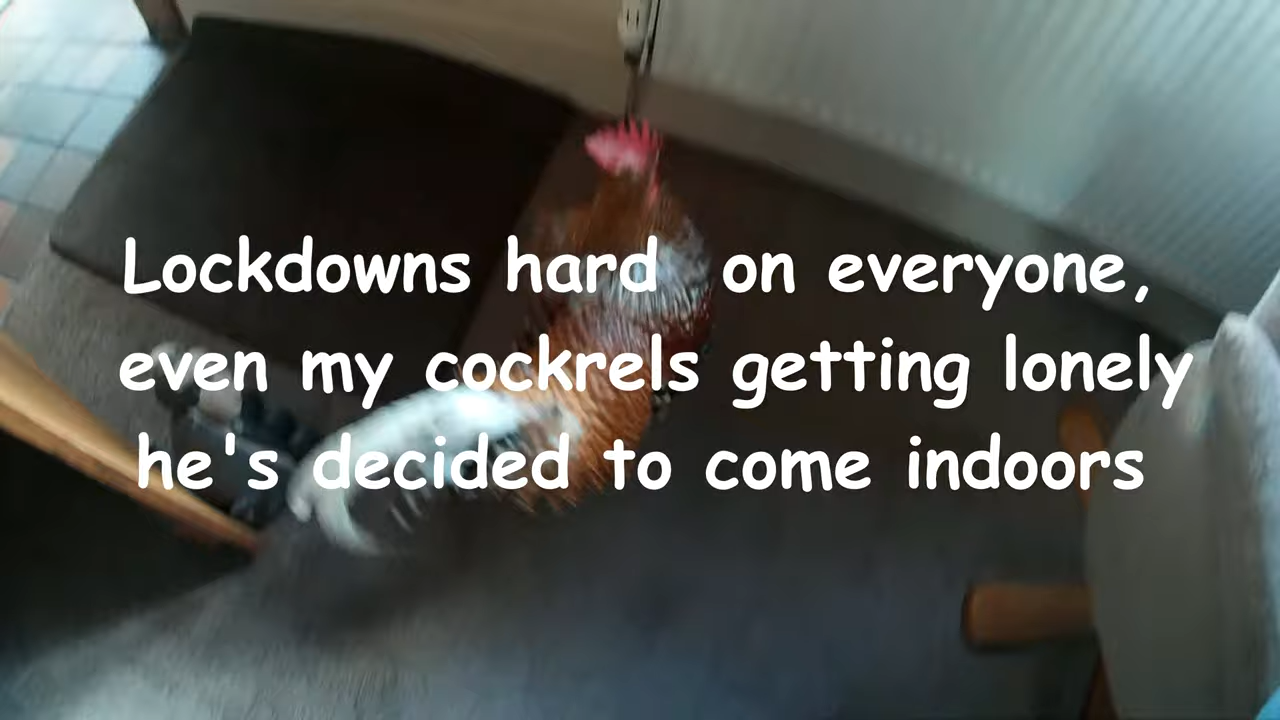 Lockdowns hard on everyone,
even my cockrels getting lonely
he's decided to come indoors